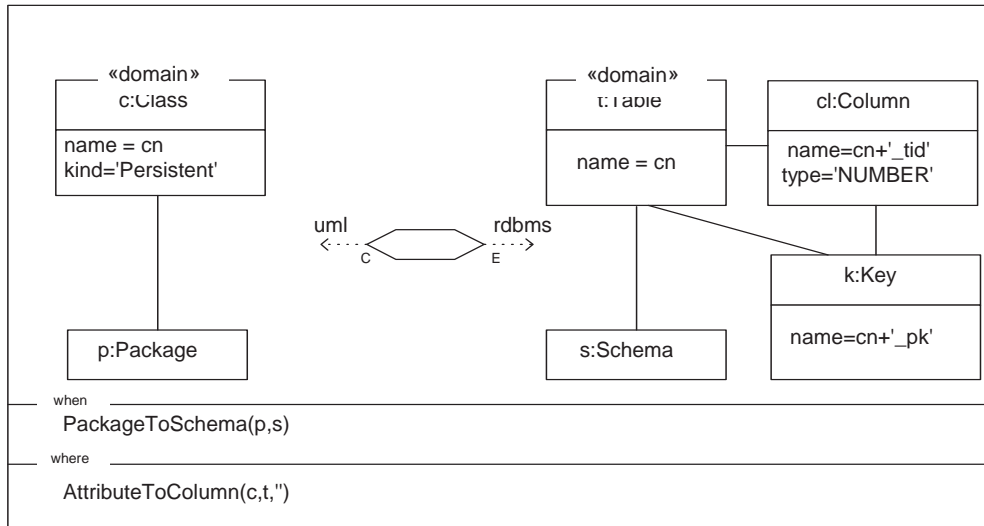 «domain»
c:Class
name = cn
kind='Persistent'
p:Package
uml
C
rdbms
E
«domain»
t:Table
name = cn
cl:Column
name=cn+'_tid'
type='NUMBER'
k:Key
name=cn+'_pk'
s:Schema
when
PackageToSchema(p,s)
where
AttributeToColumn(c,t,'')